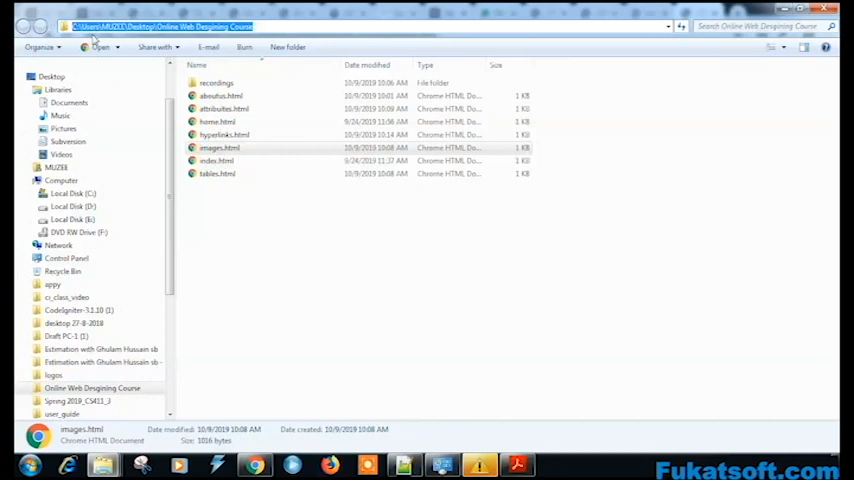 C:\Users\MUZEE\Desktop\Online Web Desgining Course
Search Online Web Desgining Course
Organize Open Share with E-mail Burn New folder
Name Date modified Type Size
recordings 10/9/2019 10:06 AM File folder
aboutus.html 10/9/2019 10:01 AM Chrome HTML Do... 1 KB
attribuites.html 10/9/2019 10:09 AM Chrome HTML Do... 1 KB
home.html 9/24/2019 11:56 AM Chrome HTML Do... 1 KB
hyperlinks.html 10/9/2019 10:14 AM Chrome HTML Do... 1 KB
images.html 10/9/2019 10:08 AM Chrome HTML Do... 1 KB
index.html 9/24/2019 11:37 AM Chrome HTML Do... 1 KB
tables.html 10/9/2019 10:08 AM Chrome HTML Do... 1 KB
Desktop
Libraries
Documents
Music
Pictures
Subversion
Videos
MUZEE
Computer
Local Disk (C:)
Local Disk (D:)
Local Disk (E:)
DVD RW Drive (F:)
Network
Control Panel
Recycle Bin
appy
ci_class_video
CodeIgniter-3.1.10 (1)
desktop 27-8-2018
Draft PC-1 (1)
Estimation with Ghulam Hussain sb
Estimation with Ghulam Hussain sb -
logos
Online Web Desgining Course
Spring 2019_CS411_3
user_guide
images.html Date modified: 10/9/2019 10:08 AM Date created: 10/9/2019 10:08 AM
Chrome HTML Document Size: 1016 bytes
Fukatsoft.com